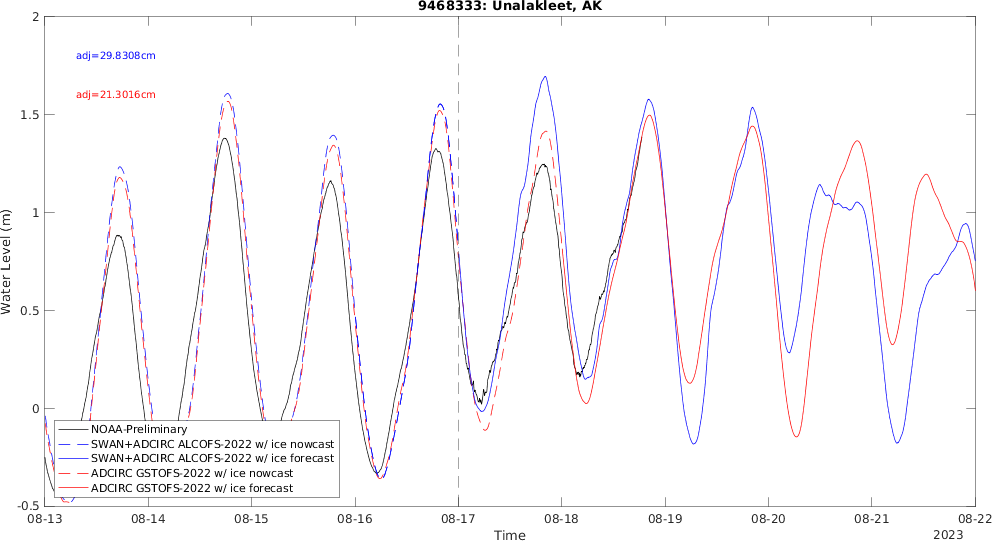 9468333: Unalakleet, AK
2
adj=29.8308cm
adj=21.3016cm
1.5
1
0.5
0
-0.5
Water Level (m)
NOAA-Preliminary
SWAN+ADCIRC ALCOFS-2022 w/ ice nowcast
SWAN+ADCIRC ALCOFS-2022 w/ ice forecast
ADCIRC GSTOFS-2022 w/ ice nowcast
ADCIRC GSTOFS-2022 w/ ice forecast
08-13 08-14 08-15 08-16 08-17 08-18 08-19 08-20 08-21 08-22
Time
2023